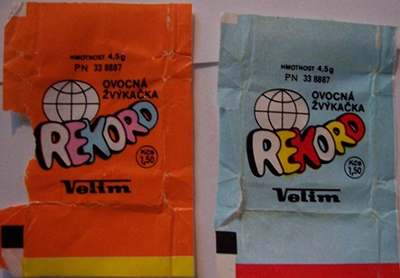 HMOTNOST 4,5g
PN 33 8887
OVOCNÁ
ŽVÝKAČKA
REKORD
Kčs
1,50
Velim
HMOTNOST 4,5g
PN 33 8887
OVOCNÁ
ŽVÝKAČKA
REKORD
Kčs
1,50
Velim